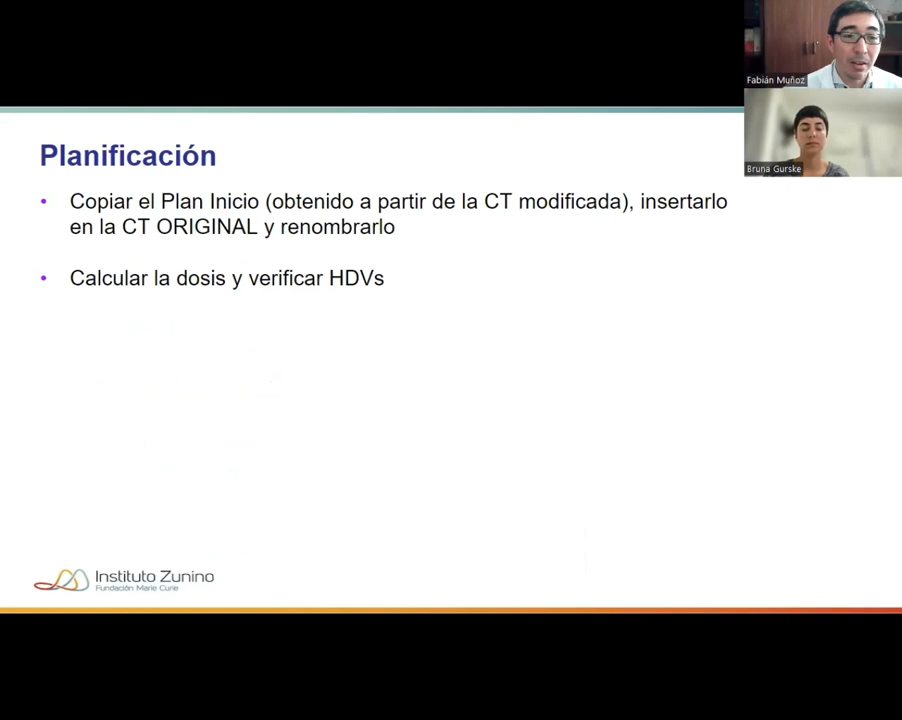 Fabián Muñoz
Bruna Gurske
Planificación
• Copiar el Plan Inicio (obtenido a partir de la CT modificada), insertarlo
en la CT ORIGINAL y renombrarlo
• Calcular la dosis y verificar HDVs
Instituto Zunino
Fundación Marie Curie